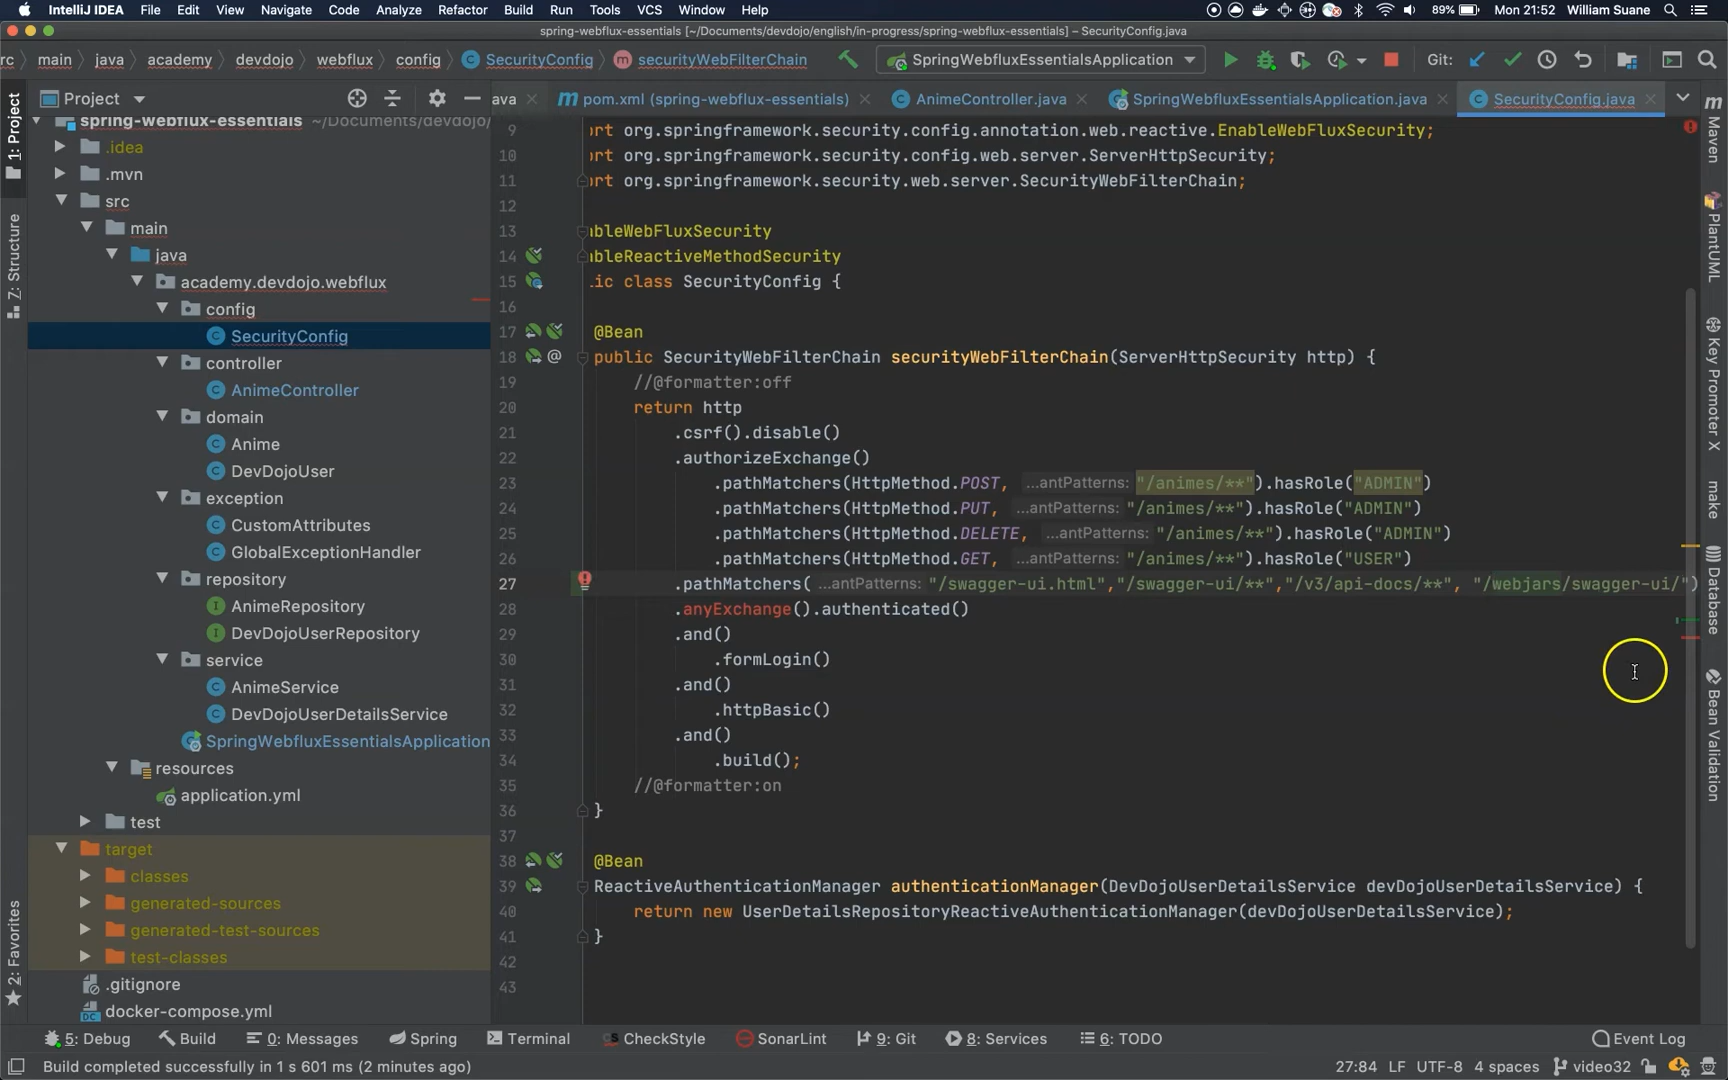 IntelliJ IDEA File Edit View Navigate Code Analyze Refactor Build Run Tools VCS Window Help 89% Mon 21:52 William Suane
spring-webflux-essentials [~/Documents/devdojo/english/in-progress/spring-webflux-essentials] – SecurityConfig.java
rc main java academy devdojo webflux config SecurityConfig m securityWebFilterChain SpringWebfluxEssentialsApplication Git:
Project ava m pom.xml (spring-webflux-essentials) AnimeController.java SpringWebfluxEssentialsApplication.java SecurityConfig.java
1: Project
Z: Structure
2: Favorites
spring-webflux-essentials ~/Documents/devdojo/
.idea
.mvn
src
main
java
academy.devdojo.webflux
config
SecurityConfig
controller
AnimeController
domain
Anime
DevDojoUser
exception
CustomAttributes
GlobalExceptionHandler
repository
AnimeRepository
DevDojoUserRepository
service
AnimeService
DevDojoUserDetailsService
SpringWebfluxEssentialsApplication
resources
application.yml
test
target
classes
generated-sources
generated-test-sources
test-classes
.gitignore
docker-compose.yml
9 ort org.springframework.security.config.annotation.web.reactive.EnableWebFluxSecurity;
10 ort org.springframework.security.config.web.server.ServerHttpSecurity;
11 ort org.springframework.security.web.server.SecurityWebFilterChain;
12
13 ableWebFluxSecurity
14 ableReactiveMethodSecurity
15 lic class SecurityConfig {
16
17 @Bean
18 @ public SecurityWebFilterChain securityWebFilterChain(ServerHttpSecurity http) {
19 //@formatter:off
20 return http
21 .csrf().disable()
22 .authorizeExchange()
23 .pathMatchers(HttpMethod.POST, ...antPatterns: "/animes/**").hasRole("ADMIN")
24 .pathMatchers(HttpMethod.PUT, ...antPatterns: "/animes/**").hasRole("ADMIN")
25 .pathMatchers(HttpMethod.DELETE, ...antPatterns: "/animes/**").hasRole("ADMIN")
26 .pathMatchers(HttpMethod.GET, ...antPatterns: "/animes/**").hasRole("USER")
27 .pathMatchers( ...antPatterns: "/swagger-ui.html","/swagger-ui/**","/v3/api-docs/**", "/webjars/swagger-ui/")
28 .anyExchange().authenticated()
29 .and()
30 .formLogin()
31 .and()
32 .httpBasic()
33 .and()
34 .build();
35 //@formatter:on
36 }
37
38 @Bean
39 ReactiveAuthenticationManager authenticationManager(DevDojoUserDetailsService devDojoUserDetailsService) {
40 return new UserDetailsRepositoryReactiveAuthenticationManager(devDojoUserDetailsService);
41 }
42
43
m
Maven
PlantUML
Key Promoter X
make
Database
Bean Validation
5: Debug Build 0: Messages Spring Terminal CheckStyle SonarLint 9: Git 8: Services 6: TODO Event Log
Build completed successfully in 1 s 601 ms (2 minutes ago) 27:84 LF UTF-8 4 spaces video32